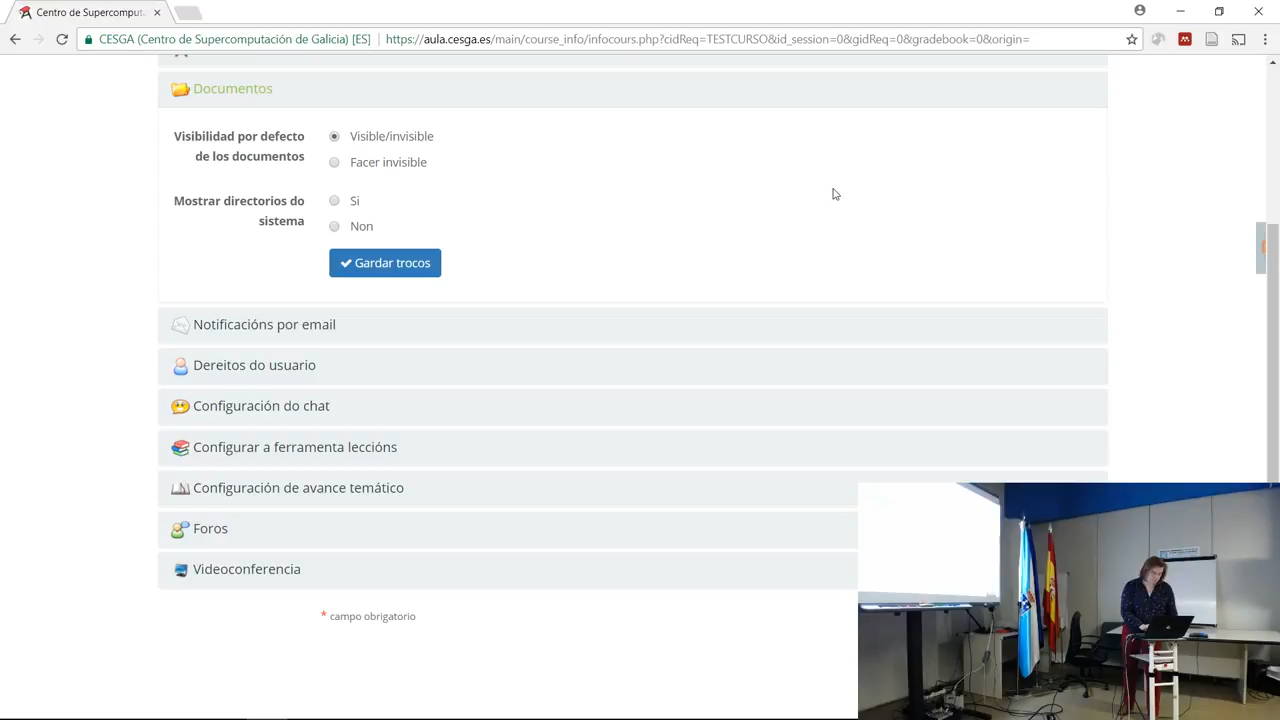 Centro de Supercomput
CESGA (Centro de Supercomputación de Galicia) [ES]
https://aula.cesga.es/main/course_info/infocours.php?cidReq=TESTCURSO&id_session=0&gidReq=0&gradebook=0&origin=
Documentos
Visibilidad por defecto
de los documentos
Visible/invisible
Facer invisible
Mostrar directorios do
sistema
Si
Non
Gardar trocos
Notificacións por email
Dereitos do usuario
Configuración do chat
Configurar a ferramenta leccións
Configuración de avance temático
Foros
Videoconferencia
* campo obrigatorio